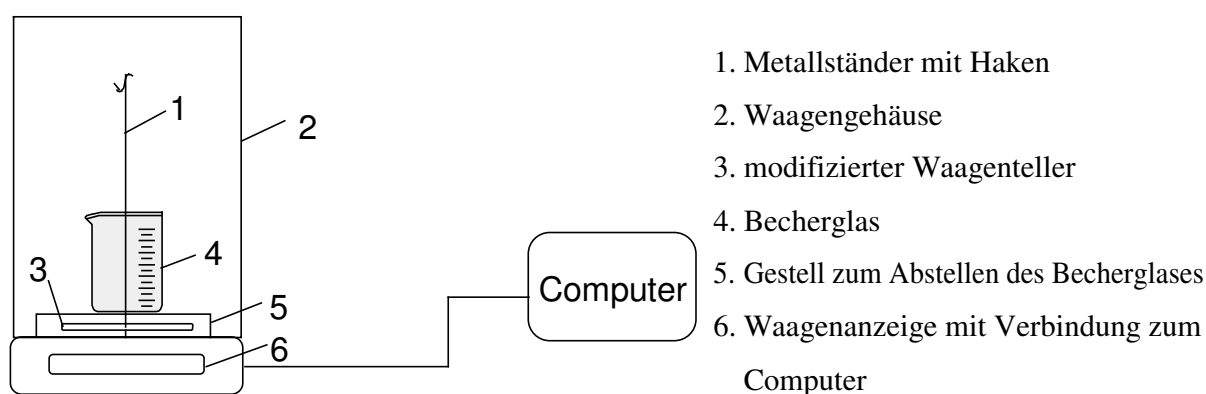 1
2
3
4
5
6
Computer
1. Metallständer mit Haken
2. Waagengehäuse
3. modifizierter Waagenteller
4. Becherglas
5. Gestell zum Abstellen des Becherglases
6. Waagenanzeige mit Verbindung zum
Computer